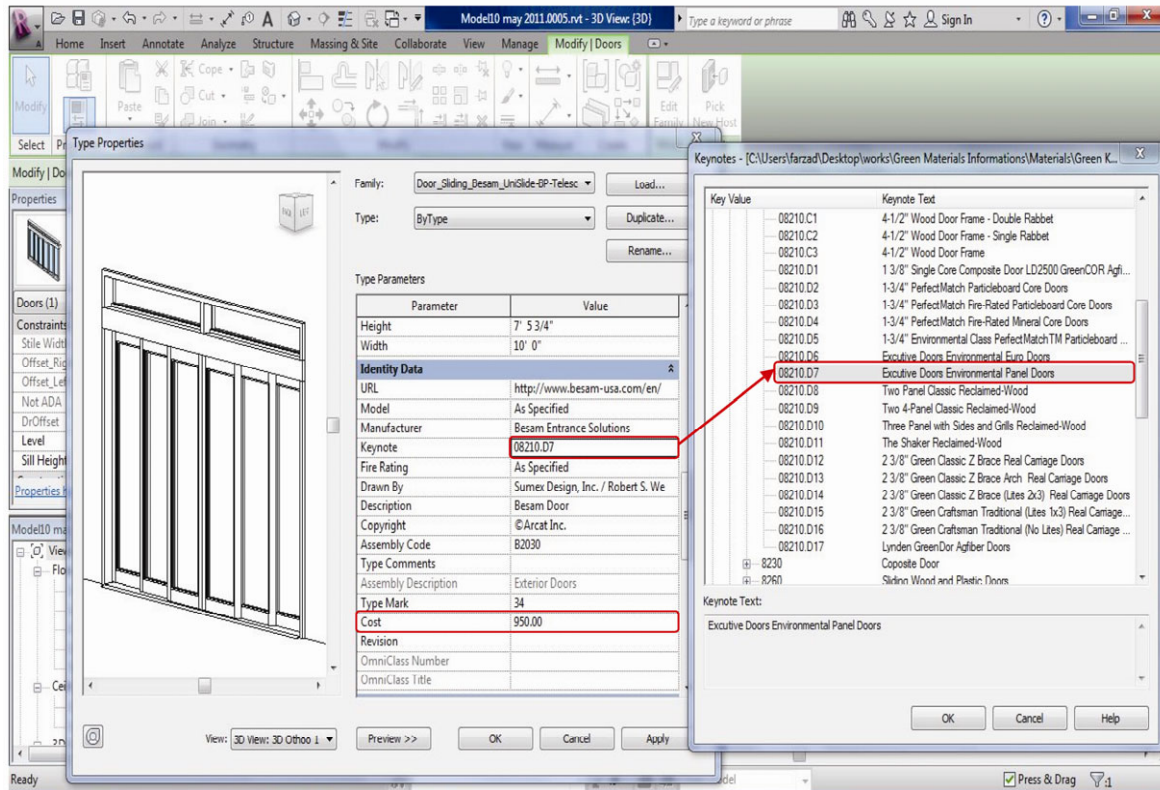 Model10 may 2011.0005.rvt - 3D View: {3D}
Type a keyword or phrase
Sign In
Home Insert Annotate Analyze Structure Massing & Site Collaborate View Manage Modify | Doors
Modify
Paste
Cope
Cut
Join
Edit
Family
Pick
New Host
Select
Modify | Do
Properties
Doors (1)
Constraints
Stile Widt
Offset_Rig
Offset_Lef
Not ADA
DrOffset
Level
Sill Height
Properties
Model10 ma
Type Properties
Family: Door_Sliding_Besam_UniSlide-BP-Telesc Load...
Type: ByType Duplicate...
Rename...
Type Parameters
Parameter Value
Height 7' 5 3/4"
Width 10' 0"
Identity Data
URL http://www.besam-usa.com/en/
Model As Specified
Manufacturer Besam Entrance Solutions
Keynote 08210.D7
Fire Rating As Specified
Drawn By Sumex Design, Inc. / Robert S. We
Description Besam Door
Copyright ©Arcat Inc.
Assembly Code B2030
Type Comments
Assembly Description Exterior Doors
Type Mark 34
Cost 950.00
Revision
OmniClass Number
OmniClass Title
View: 3D View: 3D Othoo 1 Preview >> OK Cancel Apply
Keynotes - [C:\Users\farzad\Desktop\works\Green Materials Informations\Materials\Green K...
Key Value Keynote Text
08210.C1 4-1/2" Wood Door Frame - Double Rabbet
08210.C2 4-1/2" Wood Door Frame - Single Rabbet
08210.C3 4-1/2" Wood Door Frame
08210.D1 1 3/8" Single Core Composite Door LD2500 GreenCOR Agfi...
08210.D2 1-3/4" PerfectMatch Particleboard Core Doors
08210.D3 1-3/4" PerfectMatch Fire-Rated Particleboard Core Doors
08210.D4 1-3/4" PerfectMatch Fire-Rated Mineral Core Doors
08210.D5 1-3/4" Environmental Class PerfectMatchTM Particleboard ...
08210.D6 Excutive Doors Environmental Euro Doors
08210.D7 Excutive Doors Environmental Panel Doors
08210.D8 Two Panel Classic Reclaimed-Wood
08210.D9 Two 4-Panel Classic Reclaimed-Wood
08210.D10 Three Panel with Sides and Grills Reclaimed-Wood
08210.D11 The Shaker Reclaimed-Wood
08210.D12 2 3/8" Green Classic Z Brace Real Carriage Doors
08210.D13 2 3/8" Green Classic Z Brace Arch Real Carriage Doors
08210.D14 2 3/8" Green Classic Z Brace (Lites 2x3) Real Carriage Doors
08210.D15 2 3/8" Green Craftsman Traditional (Lites 1x3) Real Carriage...
08210.D16 2 3/8" Green Craftsman Traditional (No Lites) Real Carriage ...
08210.D17 Lynden GreenDor Agfiber Doors
8230 Coposite Door
8260 Sliding Wood and Plastic Doors
Keynote Text:
Excutive Doors Environmental Panel Doors
OK Cancel Help
Ready
Press & Drag :1